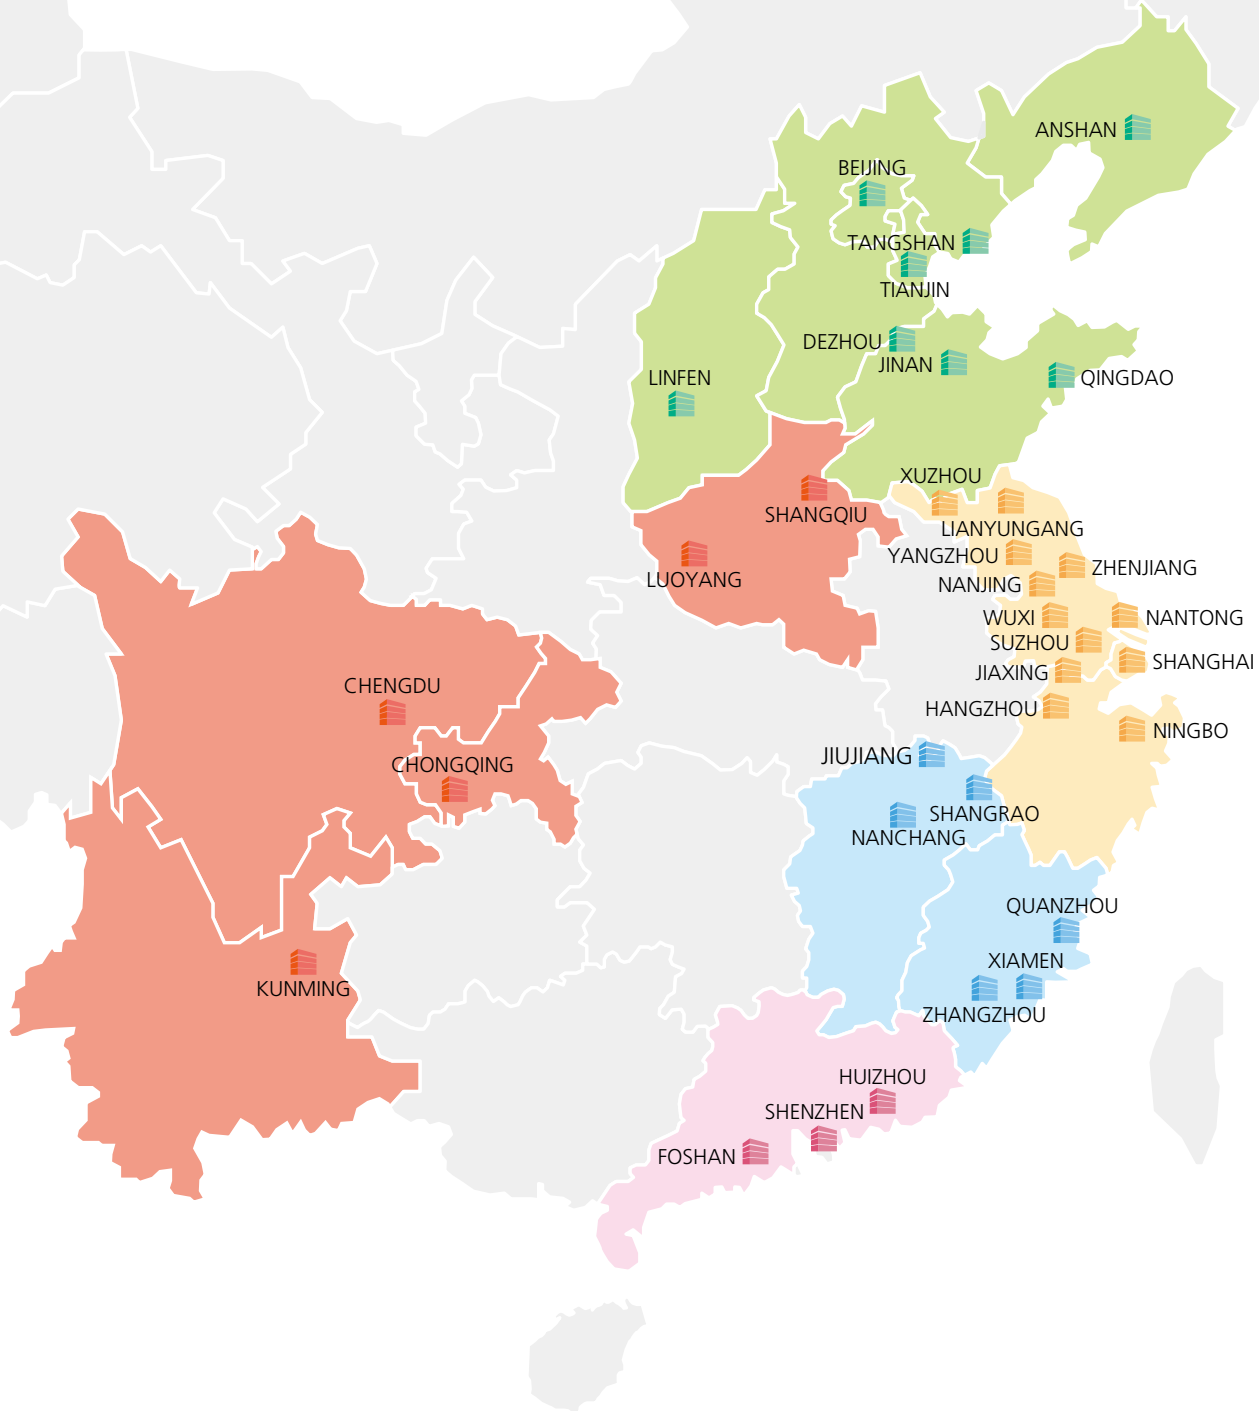 ANSHAN
BEIJING
TANGSHAN
TIANJIN
DEZHOU
JINAN
LINFEN
QINGDAO
XUZHOU
SHANGQIU
LIANYUNGANG
YANGZHOU
ZHENJIANG
LUOYANG
NANJING
WUXI
NANTONG
SUZHOU
SHANGHAI
JIAXING
CHENGDU
HANGZHOU
NINGBO
JIUJIANG
CHONGQING
SHANGRAO
NANCHANG
QUANZHOU
XIAMEN
KUNMING
ZHANGZHOU
HUIZHOU
SHENZHEN
FOSHAN